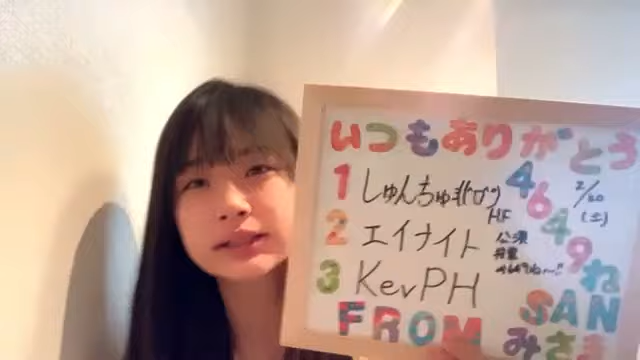 いつもありがとう
1 しゅんちゅ
2 エイナイト
3 KevPH
4649ね
2/20
(土)
FROM
SAN
みさき